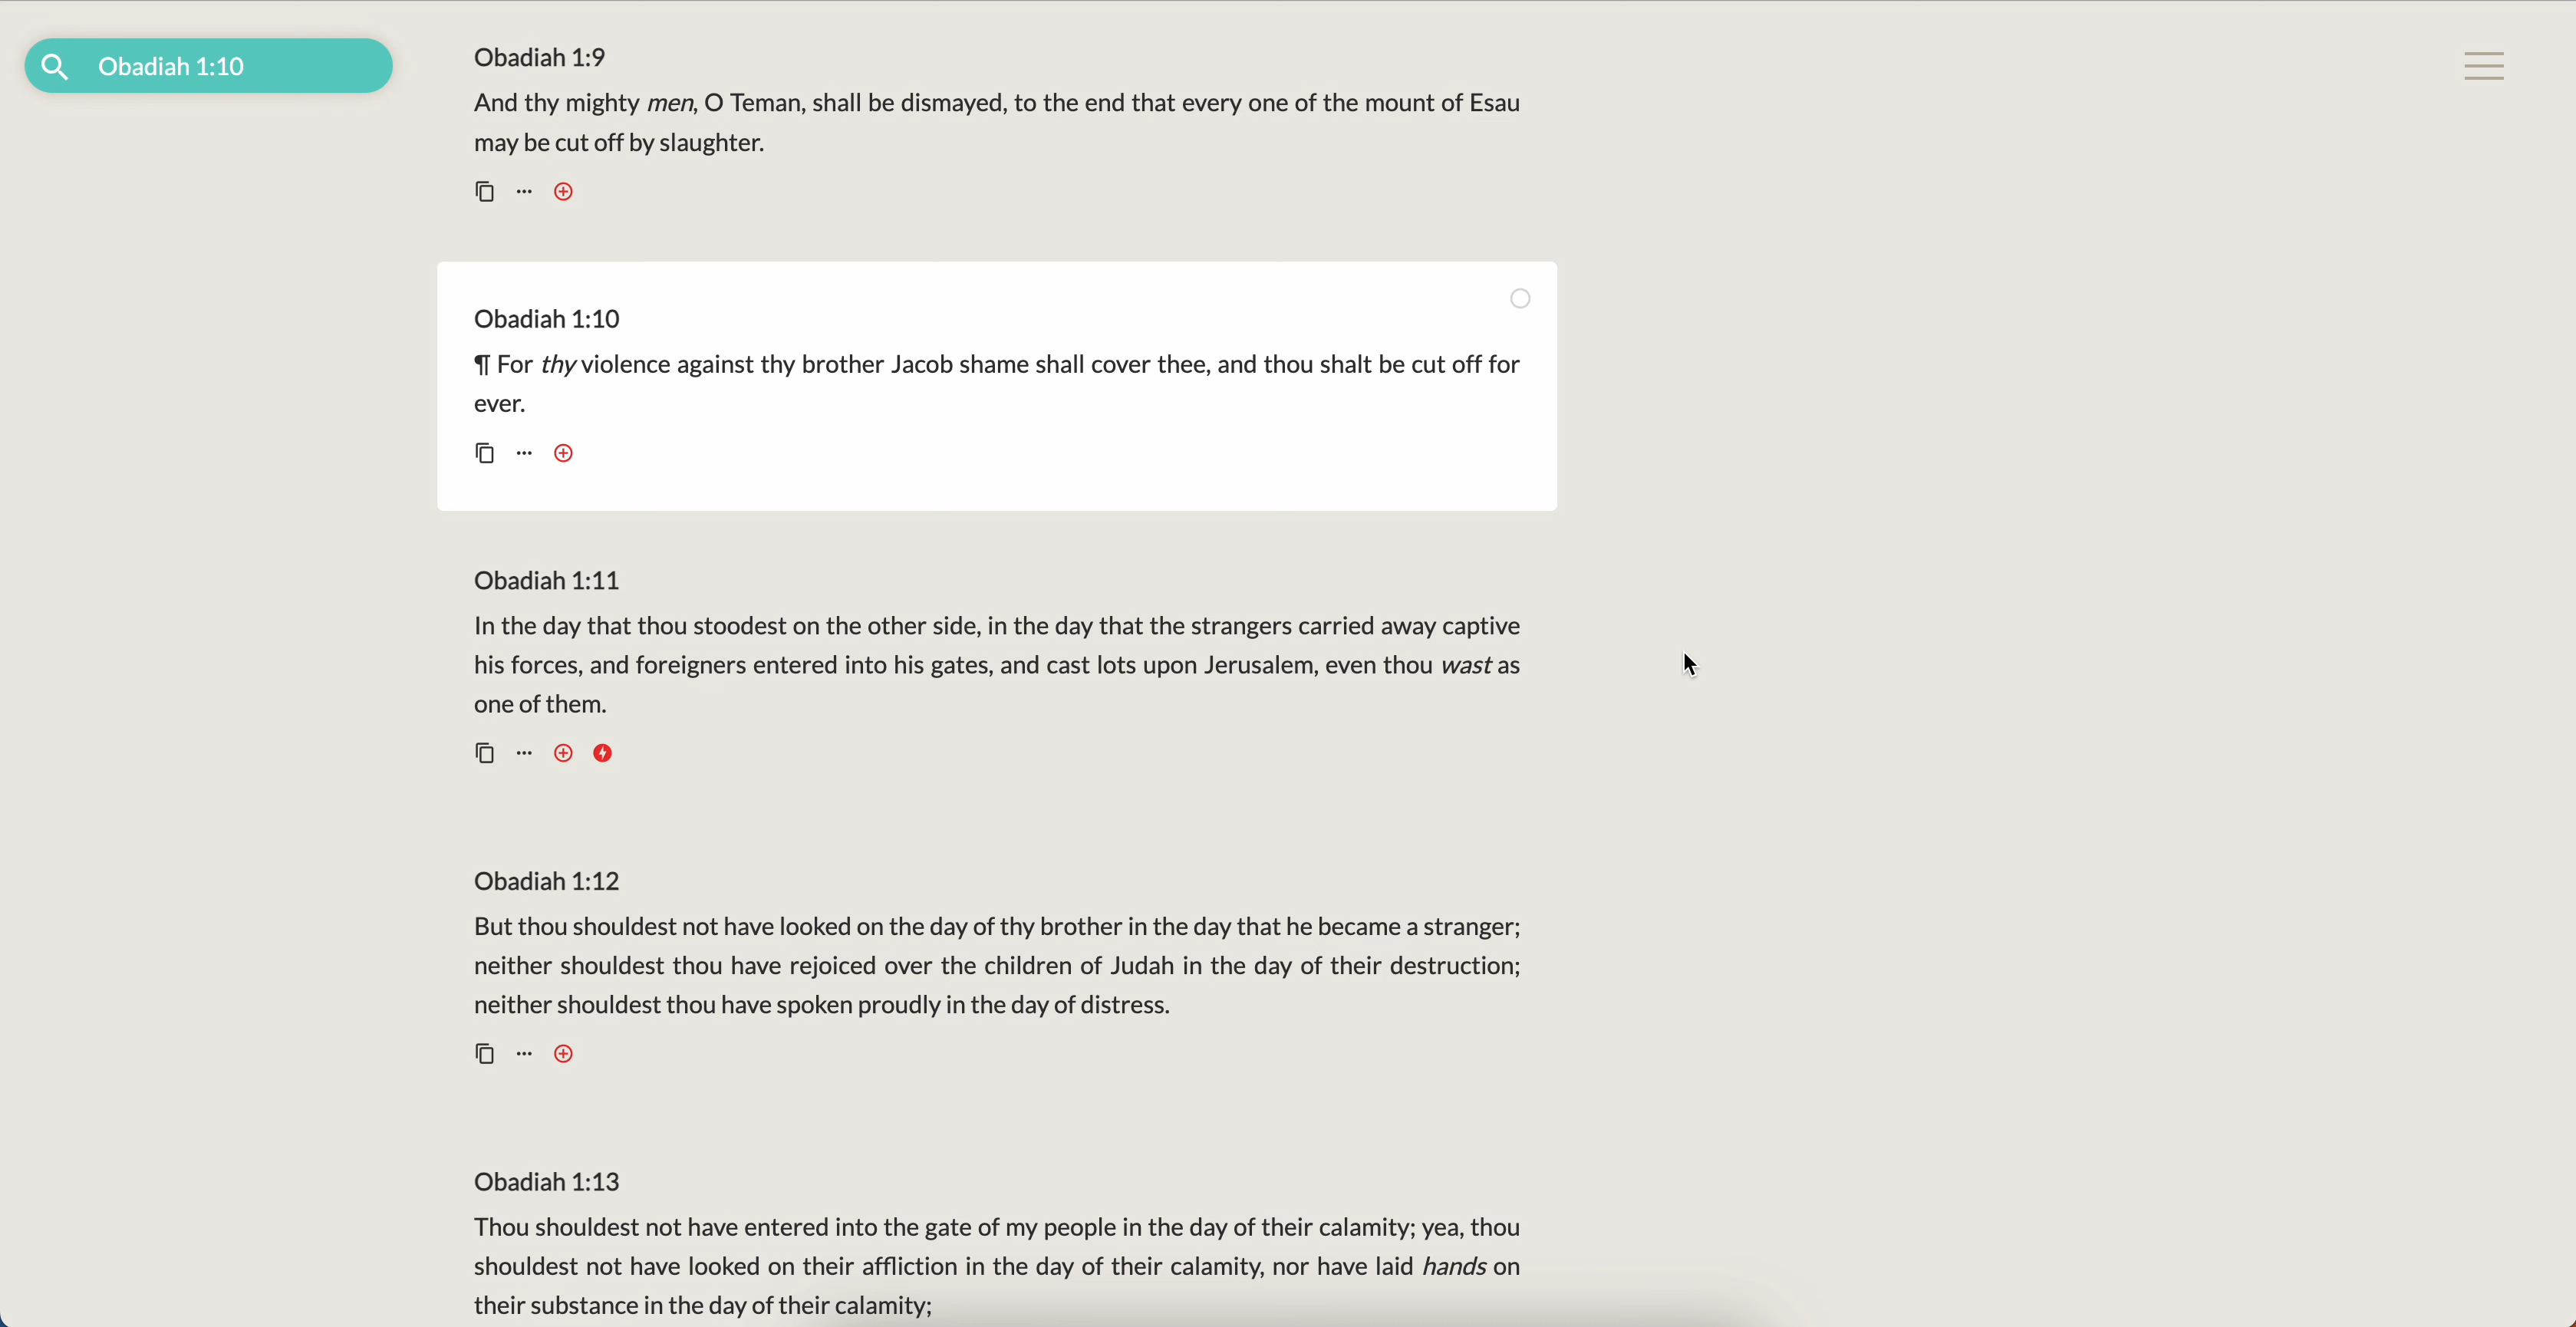 Obadiah 1:10
Obadiah 1:9
And thy mighty men, O Teman, shall be dismayed, to the end that every one of the mount of Esau
may be cut off by slaughter.
Obadiah 1:10
¶ For thy violence against thy brother Jacob shame shall cover thee, and thou shalt be cut off for
ever.
Obadiah 1:11
In the day that thou stoodest on the other side, in the day that the strangers carried away captive
his forces, and foreigners entered into his gates, and cast lots upon Jerusalem, even thou wast as
one of them.
Obadiah 1:12
But thou shouldest not have looked on the day of thy brother in the day that he became a stranger;
neither shouldest thou have rejoiced over the children of Judah in the day of their destruction;
neither shouldest thou have spoken proudly in the day of distress.
Obadiah 1:13
Thou shouldest not have entered into the gate of my people in the day of their calamity; yea, thou
shouldest not have looked on their affliction in the day of their calamity, nor have laid hands on
their substance in the day of their calamity;